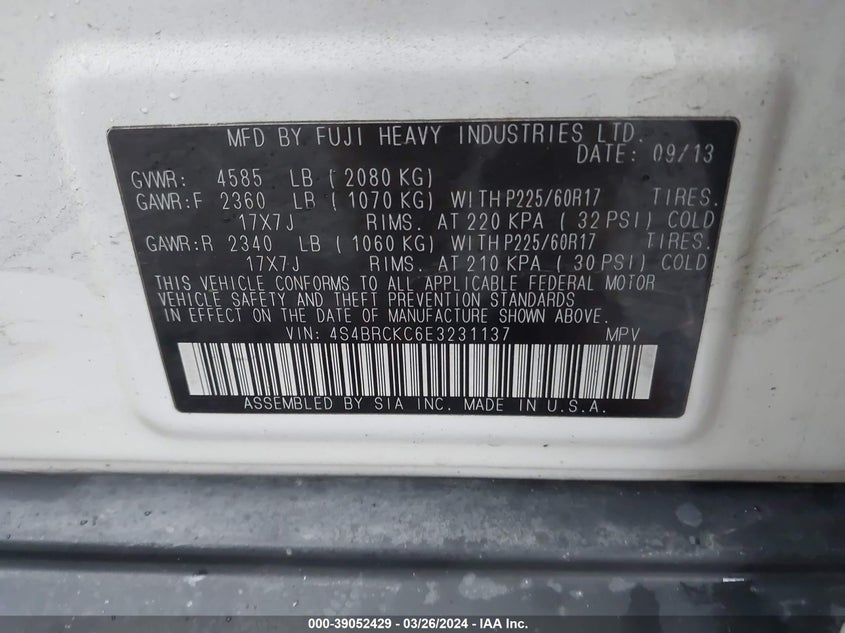 MFD BY FUJI HEAVY INDUSTRIES LTD.
DATE: 09/13
GVWR: 4585 LB ( 2080 KG)
GAWR:F 2360 LB ( 1070 KG) WITH P225/60R17 TIRES.
17X7J RIMS. AT 220 KPA ( 32 PSI) COLD
GAWR:R 2340 LB ( 1060 KG) WITH P225/60R17 TIRES.
17X7J RIMS. AT 210 KPA ( 30 PSI) COLD
THIS VEHICLE CONFORMS TO ALL APPLICABLE FEDERAL MOTOR
VEHICLE SAFETY AND THEFT PREVENTION STANDARDS
IN EFFECT ON THE DATE OF MANUFACTURE SHOWN ABOVE.
VIN: 4S4BRCKC6E3231137 MPV
ASSEMBLED BY SIA INC. MADE IN U.S.A.
000-39052429 - 03/26/2024 - IAA Inc.